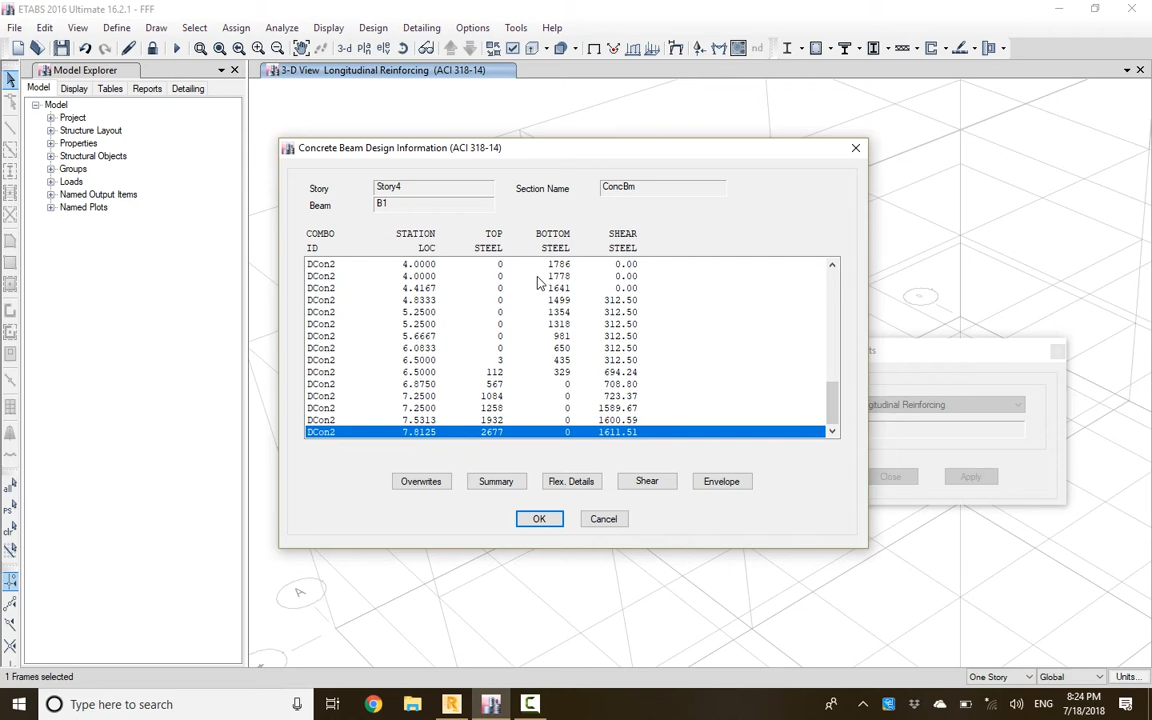 ETABS 2016 Ultimate 16.2.1 - FFF
File Edit View Define Draw Select Assign Analyze Display Design Detailing Options Tools Help
3-d nd
Model Explorer
3-D View Longitudinal Reinforcing (ACI 318-14)
Model Display Tables Reports Detailing
Model
Project
Structure Layout
Properties
Structural Objects
Groups
Loads
Named Output Items
Named Plots
Concrete Beam Design Information (ACI 318-14)
Story Story4 Section Name ConcBm
Beam B1
COMBO STATION TOP BOTTOM SHEAR
ID LOC STEEL STEEL STEEL
DCon2 4.0000 0 1786 0.00
DCon2 4.0000 0 1778 0.00
DCon2 4.4167 0 1641 0.00
DCon2 4.8333 0 1499 312.50
DCon2 5.2500 0 1354 312.50
DCon2 5.2500 0 1318 312.50
DCon2 5.6667 0 981 312.50
DCon2 6.0833 0 650 312.50
DCon2 6.5000 3 435 312.50
DCon2 6.5000 112 329 694.24
DCon2 6.8750 567 0 708.80
DCon2 7.2500 1084 0 723.37
DCon2 7.2500 1258 0 1589.67
DCon2 7.5313 1932 0 1600.59
DCon2 7.8125 2677 0 1611.51
Overwrites Summary Flex. Details Shear Envelope
OK Cancel
ts
gitudinal Reinforcing
Close Apply
all
PS
clr
A
1 Frames selected
One Story Global Units...
Type here to search
ENG
8:24 PM
7/18/2018